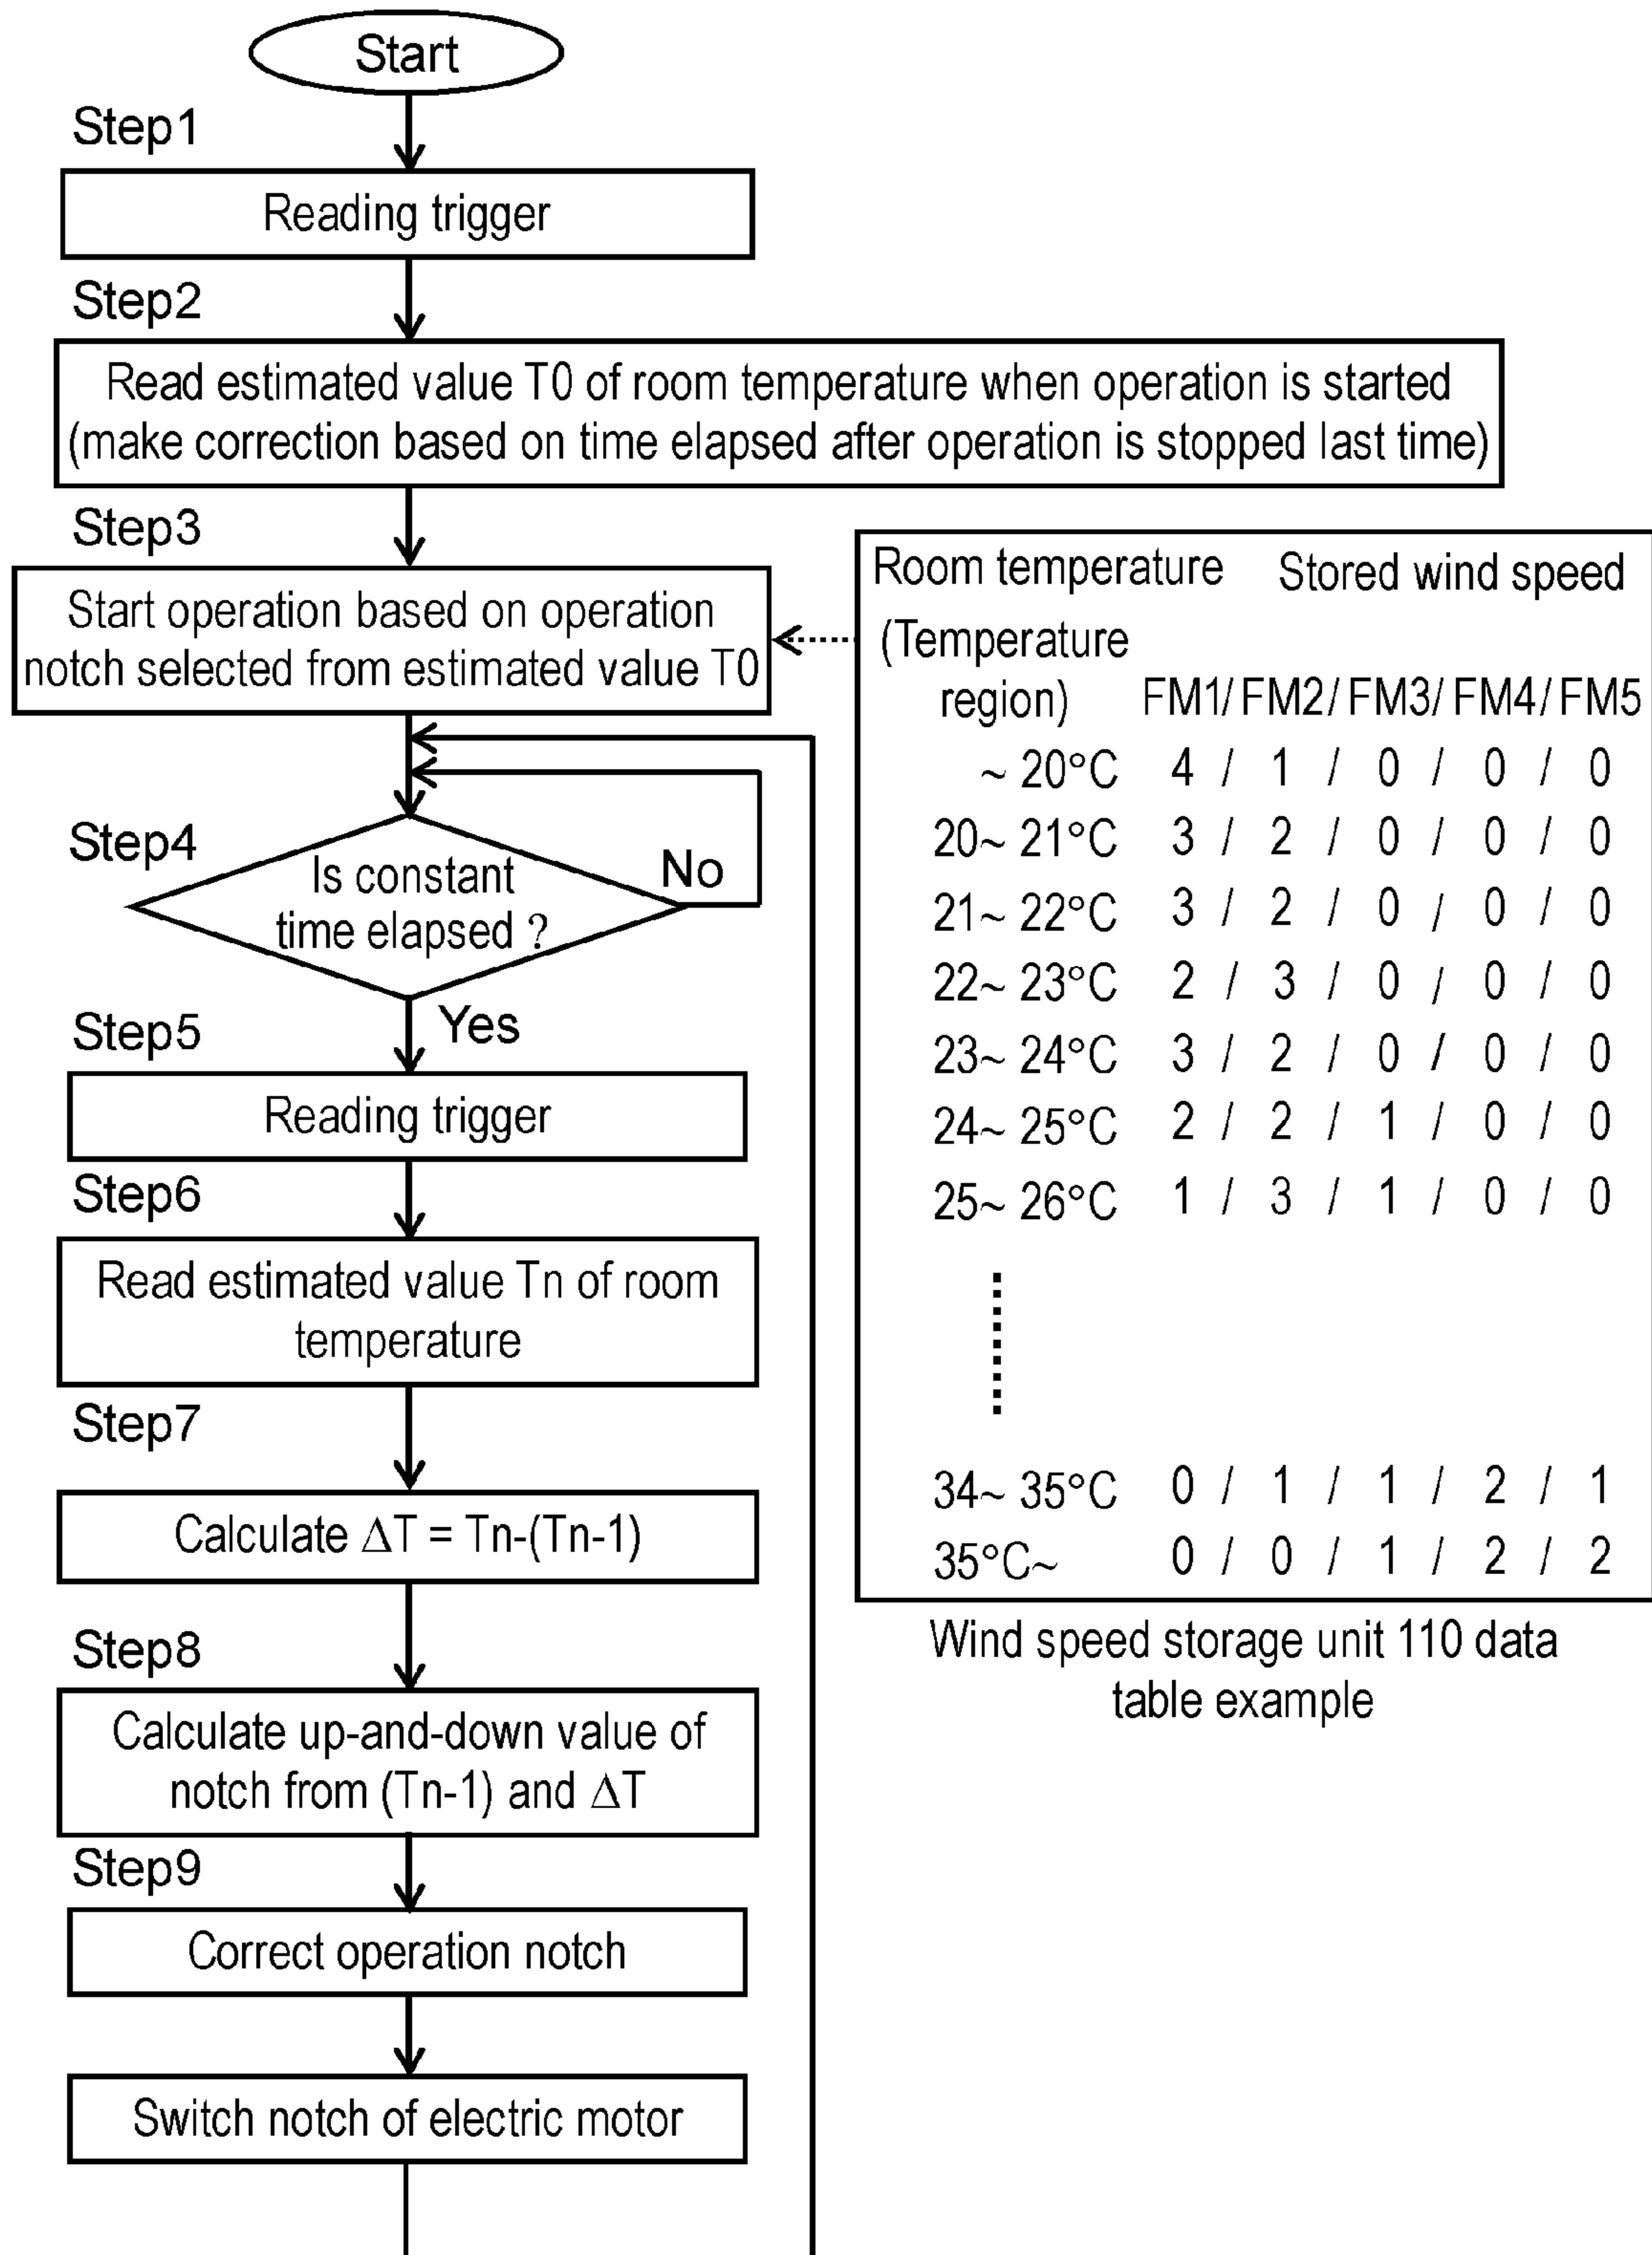 Start
Step1
Reading trigger
Step2
Read estimated value T0 of room temperature when operation is started
(make correction based on time elapsed after operation is stopped last time)
Step3
Start operation based on operation
notch selected from estimated value T0
Step4
Is constant
time elapsed ?
No
Yes
Step5
Reading trigger
Step6
Read estimated value Tn of room
temperature
Step7
Calculate ΔT = Tn-(Tn-1)
Step8
Calculate up-and-down value of
notch from (Tn-1) and ΔT
Step9
Correct operation notch
Switch notch of electric motor
Room temperature Stored wind speed
(Temperature
region) FM1/ FM2/ FM3/ FM4/ FM5
~ 20°C 4 / 1 / 0 / 0 / 0
20~ 21°C 3 / 2 / 0 / 0 / 0
21~ 22°C 3 / 2 / 0 / 0 / 0
22~ 23°C 2 / 3 / 0 / 0 / 0
23~ 24°C 3 / 2 / 0 / 0 / 0
24~ 25°C 2 / 2 / 1 / 0 / 0
25~ 26°C 1 / 3 / 1 / 0 / 0
34~ 35°C 0 / 1 / 1 / 2 / 1
35°C~ 0 / 0 / 1 / 2 / 2
Wind speed storage unit 110 data
table example